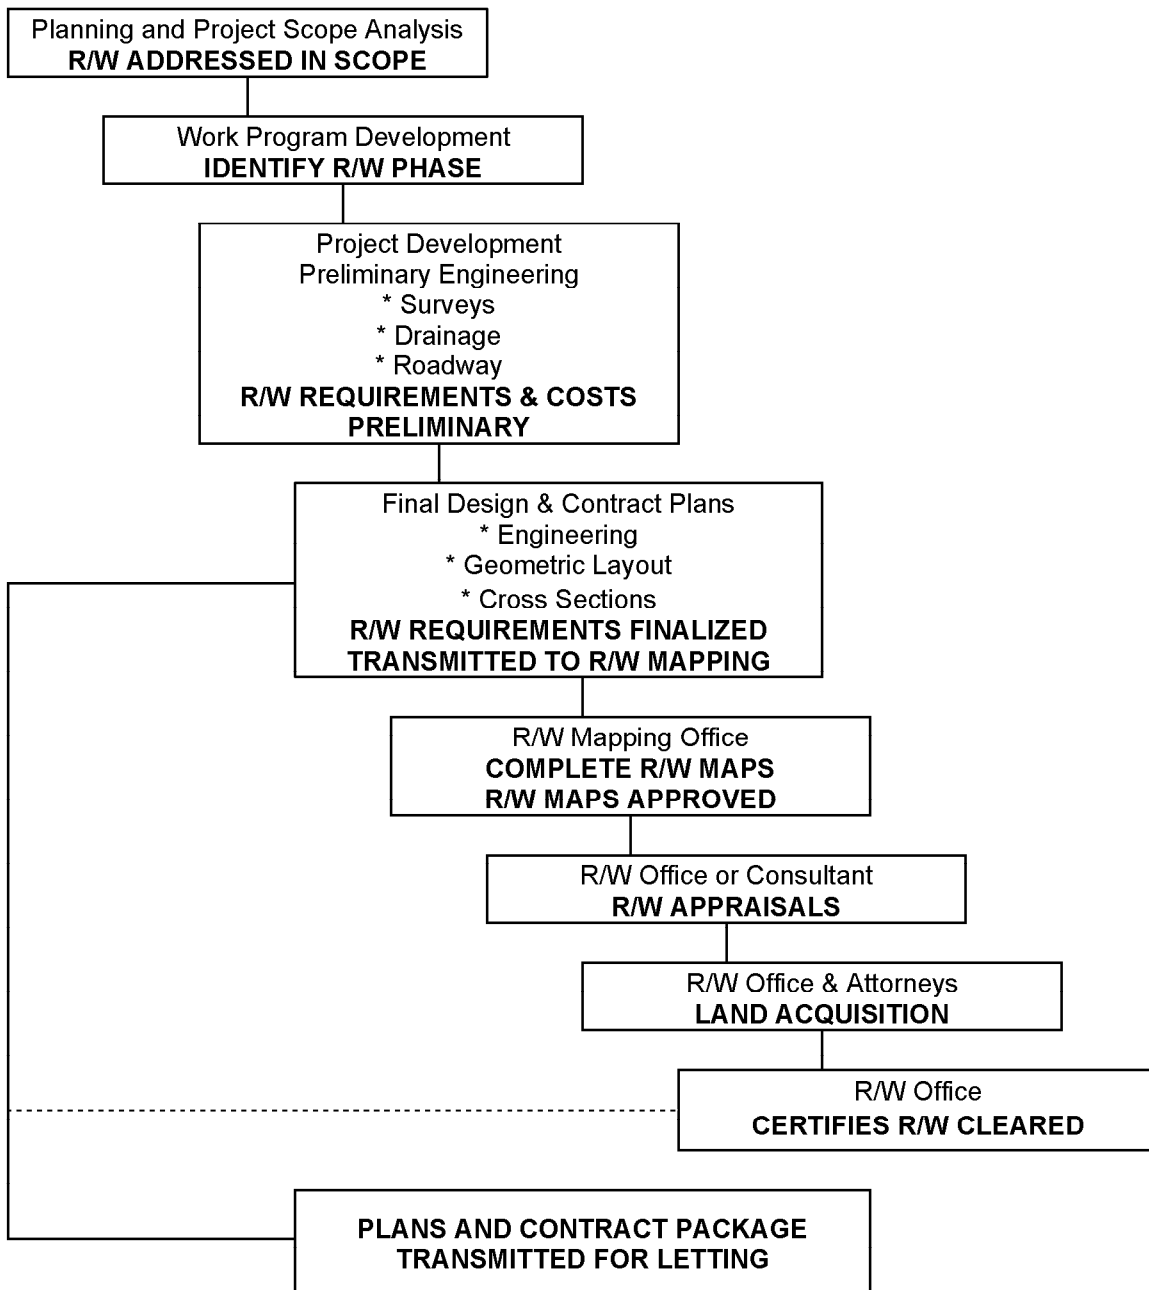 Planning and Project Scope Analysis
R/W ADDRESSED IN SCOPE
Work Program Development
IDENTIFY R/W PHASE
Project Development
Preliminary Engineering
* Surveys
* Drainage
* Roadway
R/W REQUIREMENTS & COSTS
PRELIMINARY
Final Design & Contract Plans
* Engineering
* Geometric Layout
* Cross Sections
R/W REQUIREMENTS FINALIZED
TRANSMITTED TO R/W MAPPING
R/W Mapping Office
COMPLETE R/W MAPS
R/W MAPS APPROVED
R/W Office or Consultant
R/W APPRAISALS
R/W Office & Attorneys
LAND ACQUISITION
R/W Office
CERTIFIES R/W CLEARED
PLANS AND CONTRACT PACKAGE
TRANSMITTED FOR LETTING